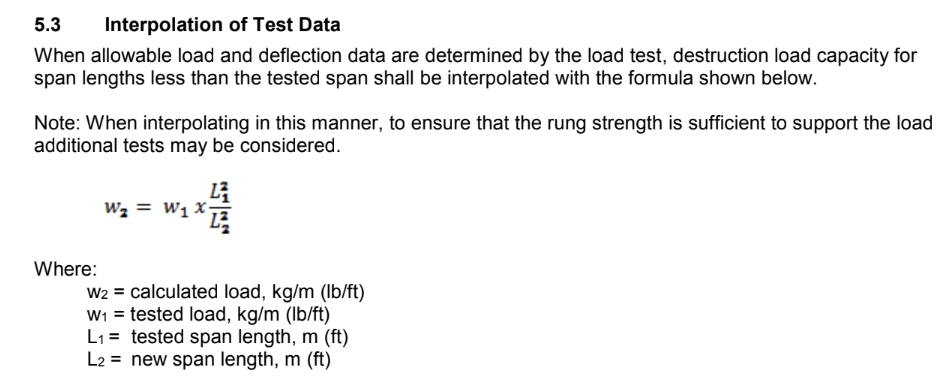 5.3 Interpolation of Test Data
When allowable load and deflection data are determined by the load test, destruction load capacity for
span lengths less than the tested span shall be interpolated with the formula shown below.
Note: When interpolating in this manner, to ensure that the rung strength is sufficient to support the load
additional tests may be considered.
w₂ = w₁ x L₁²/L₂²
Where:
w₂ = calculated load, kg/m (lb/ft)
w₁ = tested load, kg/m (lb/ft)
L₁ = tested span length, m (ft)
L₂ = new span length, m (ft)